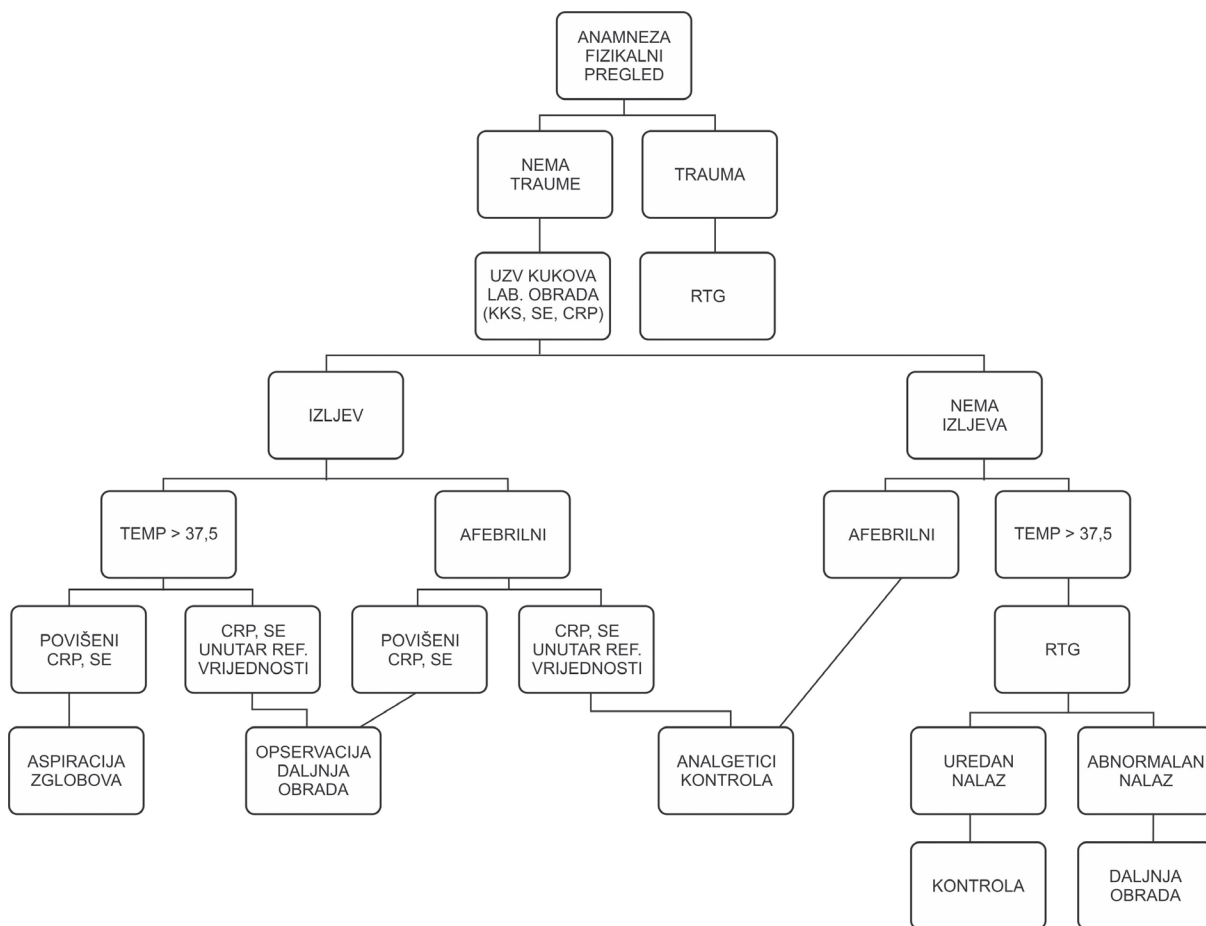 ANAMNEZA
FIZIKALNI
PREGLED
NEMA
TRAUME
TRAUMA
UZV KUKOVA
LAB. OBRADA
(KKS, SE, CRP)
RTG
IZLJEV
NEMA
IZLJEVA
TEMP > 37,5
AFEBRILNI
AFEBRILNI
TEMP > 37,5
POVIŠENI
CRP, SE
CRP, SE
UNUTAR REF.
VRIJEDNOSTI
POVIŠENI
CRP, SE
CRP, SE
UNUTAR REF.
VRIJEDNOSTI
RTG
ASPIRACIJA
ZGLOBOVA
OPSERVACIJA
DALJNJA
OBRADA
ANALGETICI
KONTROLA
UREDAN
NALAZ
ABNORMALAN
NALAZ
KONTROLA
DALJNJA
OBRADA